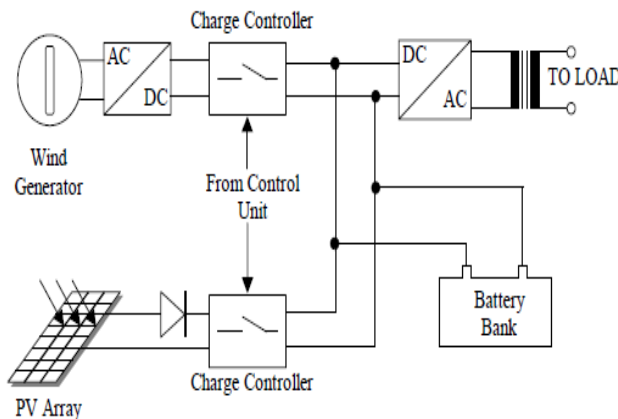 Charge Controller
AC
DC
DC
AC
TO LOAD
Wind
Generator
From Control
Unit
Battery
Bank
Charge Controller
PV Array